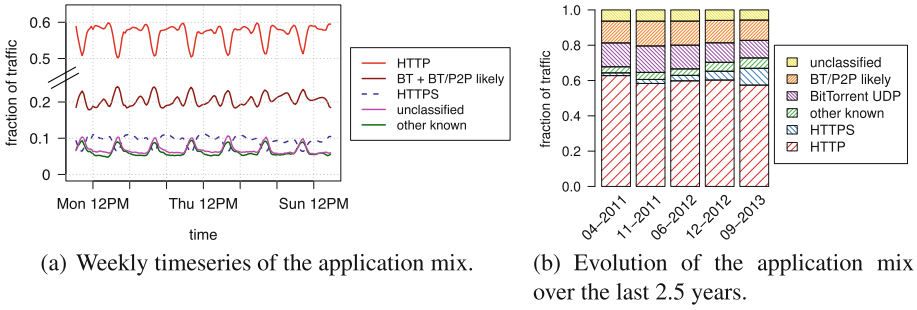 fraction of traffic
0.6
0.5
0.2
0.1
0
Mon 12PM
Thu 12PM
Sun 12PM
time
HTTP
BT + BT/P2P likely
HTTPS
unclassified
other known
(a) Weekly timeseries of the application mix.
fraction of traffic
1.0
0.8
0.6
0.4
0.2
0.0
04−2011
11−2011
06−2012
12−2012
09−2013
unclassified
BT/P2P likely
BitTorrent UDP
other known
HTTPS
HTTP
(b) Evolution of the application mix
over the last 2.5 years.